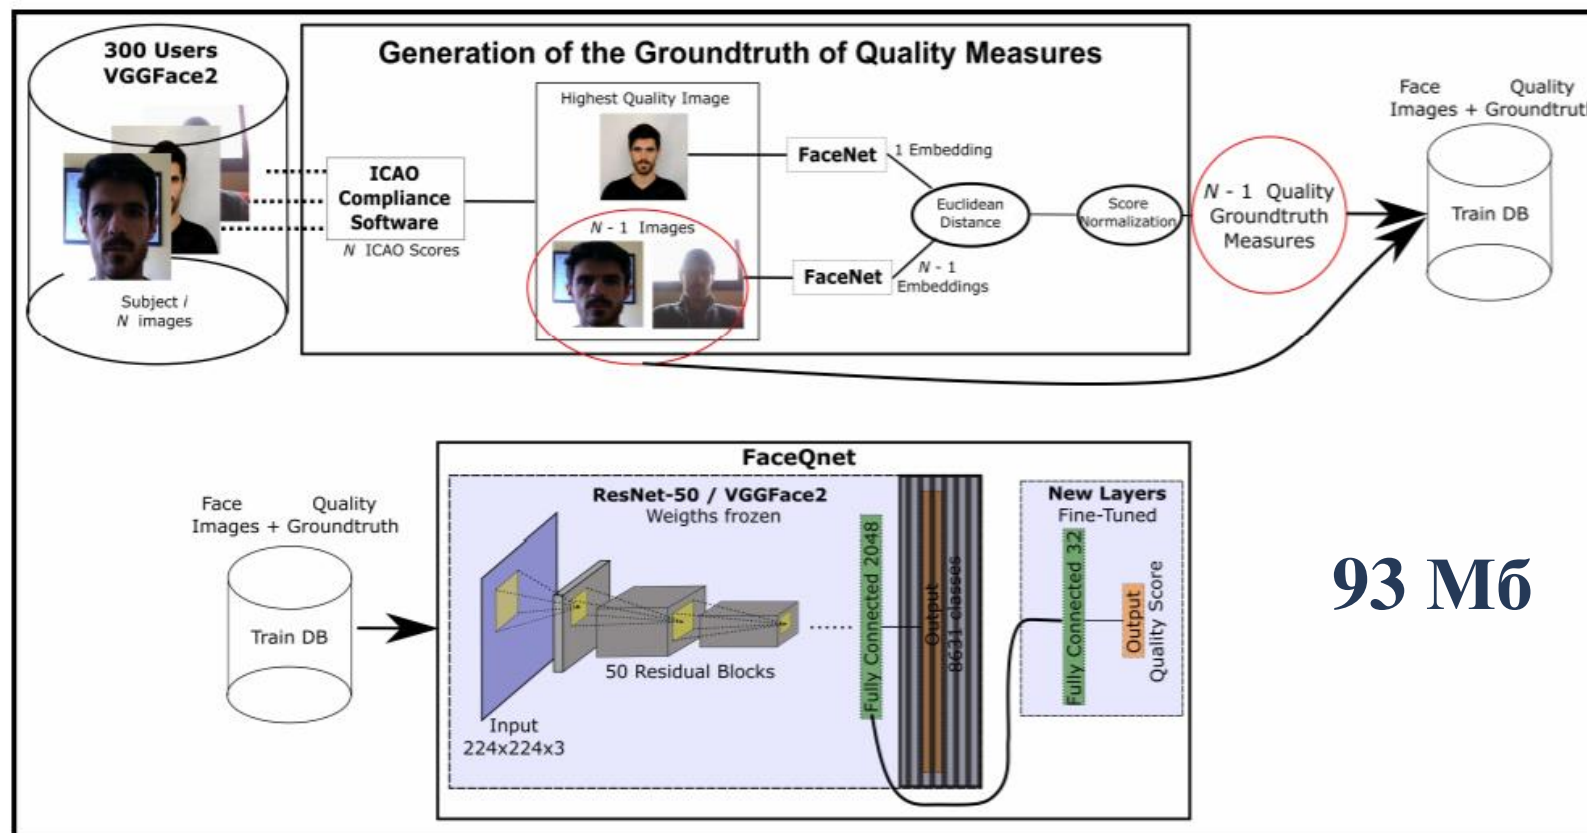 300 Users
VGGFace2
Subject i
N images
Generation of the Groundtruth of Quality Measures
ICAO
Compliance
Software
N ICAO Scores
Highest Quality Image
N - 1 Images
FaceNet
1 Embedding
FaceNet
N - 1
Embeddings
Euclidean
Distance
Score
Normalization
N - 1 Quality
Groundtruth
Measures
Face Quality
Images + Groundtruth
Train DB
Face Quality
Images + Groundtruth
Train DB
FaceQnet
ResNet-50 / VGGFace2
Weigths frozen
Input
224x224x3
50 Residual Blocks
Fully Connected 2048
Output
8631 classes
New Layers
Fine-Tuned
Fully Connected 32
Output
Quality Score
93 Мб